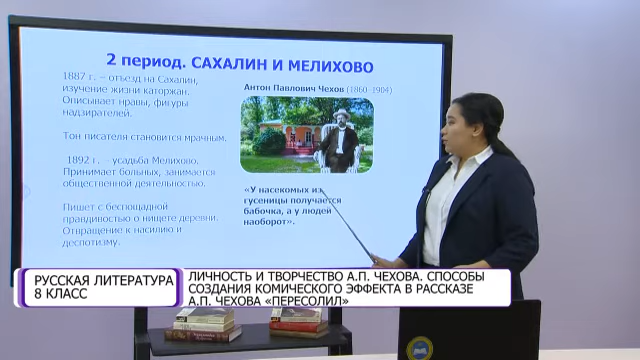 2 период. САХАЛИН И МЕЛИХОВО
1887 г. – отъезд на Сахалин,
изучение жизни каторжан.
Описывает нравы, фигуры
надзирателей.
Тон писателя становится мрачным.
1892 г. – усадьба Мелихово.
Принимает больных, занимается
общественной деятельностью.
Пишет с беспощадной
правдивостью о нищете деревни.
Отвращение к насилию и
деспотизму.
Антон Павлович Чехов (1860–1904)
«У насекомых из
гусеницы получается
бабочка, а у людей
наоборот».
РУССКАЯ ЛИТЕРАТУРА
8 КЛАСС
ЛИЧНОСТЬ И ТВОРЧЕСТВО А.П. ЧЕХОВА. СПОСОБЫ
СОЗДАНИЯ КОМИЧЕСКОГО ЭФФЕКТА В РАССКАЗЕ
А.П. ЧЕХОВА «ПЕРЕСОЛИЛ»